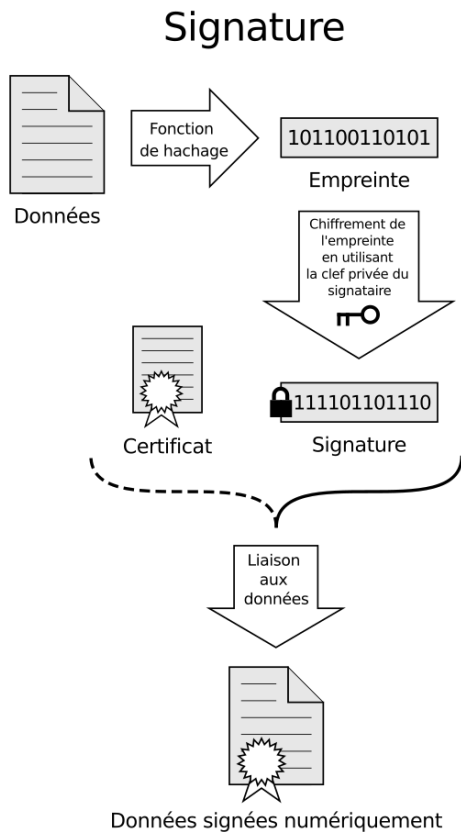 Signature
Fonction
de hachage
101100110101
Données
Empreinte
Chiffrement de
l'empreinte
en utilisant
la clef privée du
signataire
111101101110
Certificat
Signature
Liaison
aux
données
Données signées numériquement